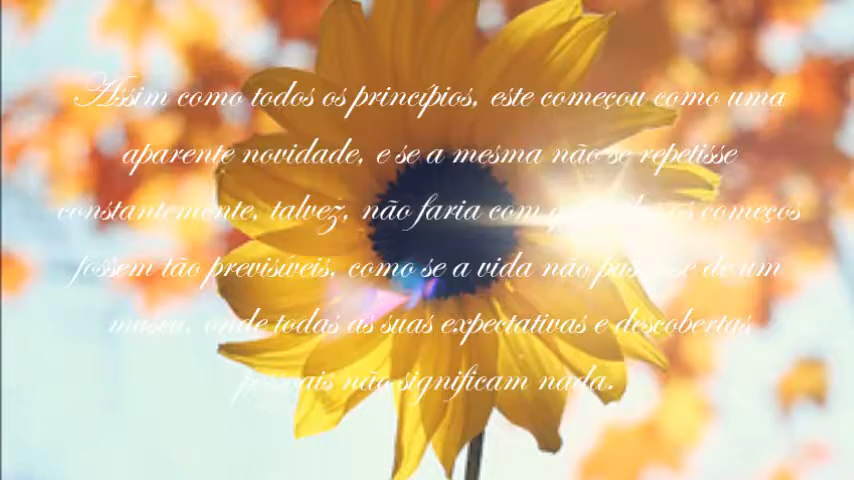 Assim como todos os princípios, este começou como uma
aparente novidade, e se a mesma não se repetisse
constantemente, talvez, não faria com começos
fossem tão previsíveis, como se a vida não passasse de um
museu, onde todas as suas expectativas e descobertas
pessoais não significam nada.